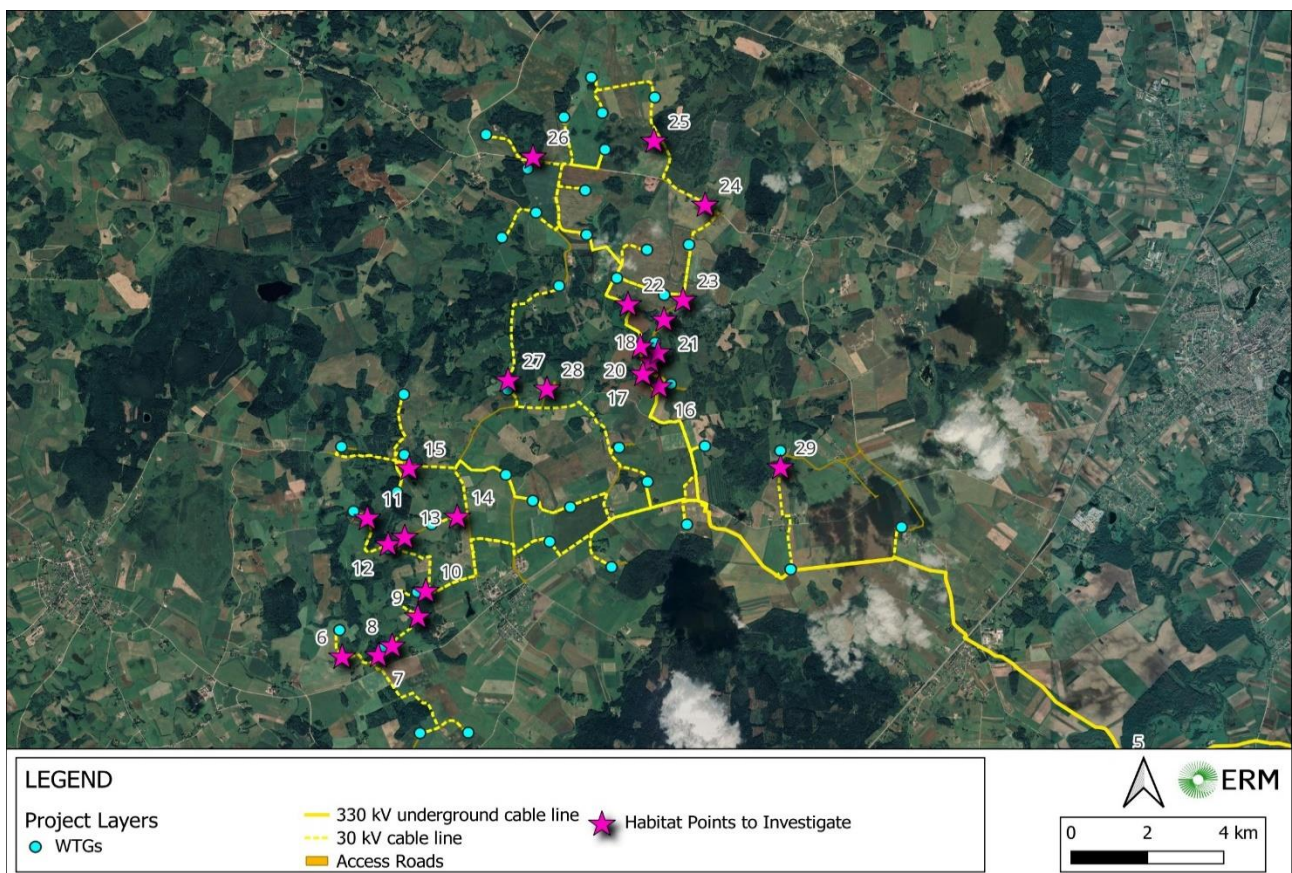 26
25
24
22
23
18
21
27
28
20
17
16
15
29
11
14
13
12
10
9
8
6
7
5
LEGEND
Project Layers
WTGs
330 kV underground cable line
30 kV cable line
Access Roads
Habitat Points to Investigate
ERM
0 2 4 km